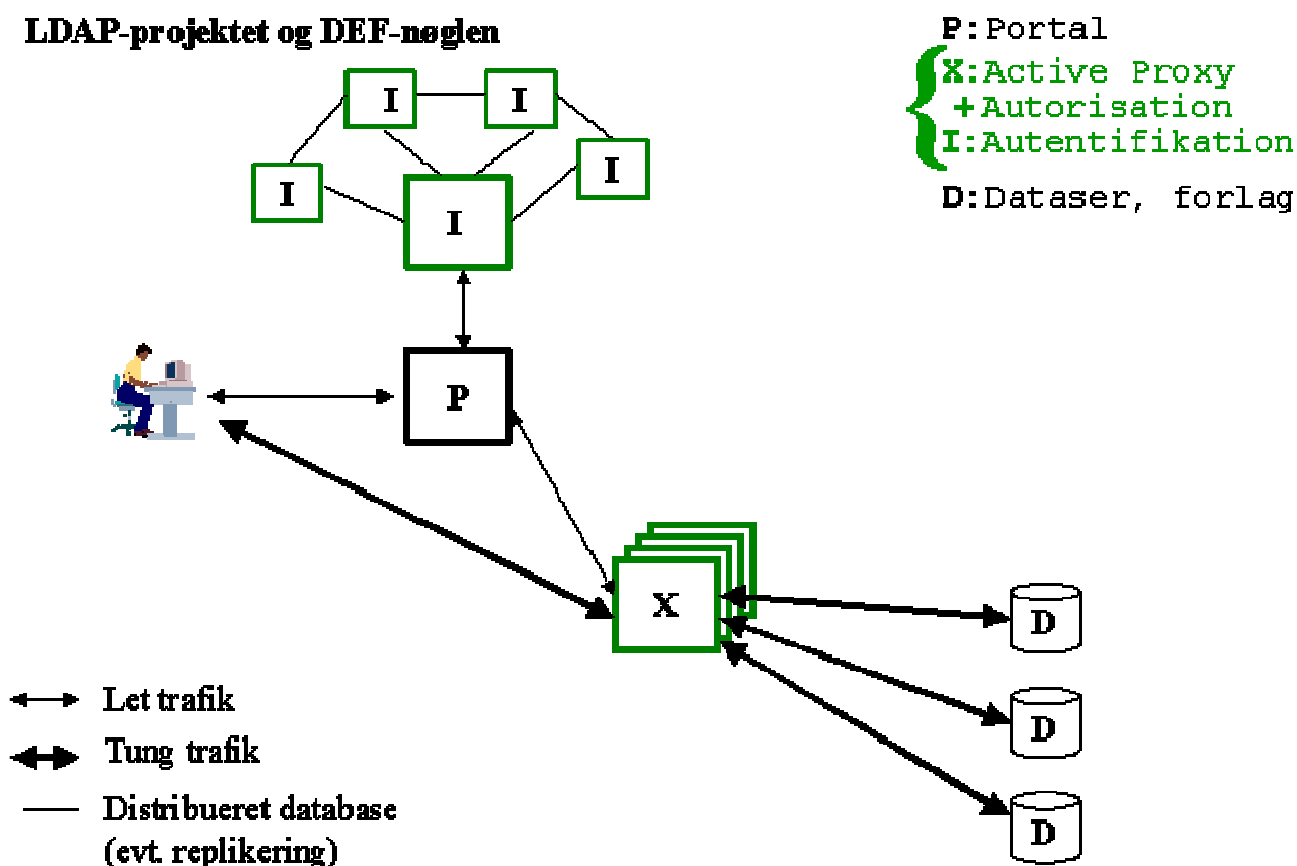 LDAP-projektet og DEF-nøglen
P:Portal
X:Active Proxy
+Autorisation
I:Autentifikation
D:Dataser, forlag
I
I
I
I
I
P
X
D
D
D
Let trafik
Tung trafik
Distribueret database
(evt. replikering)